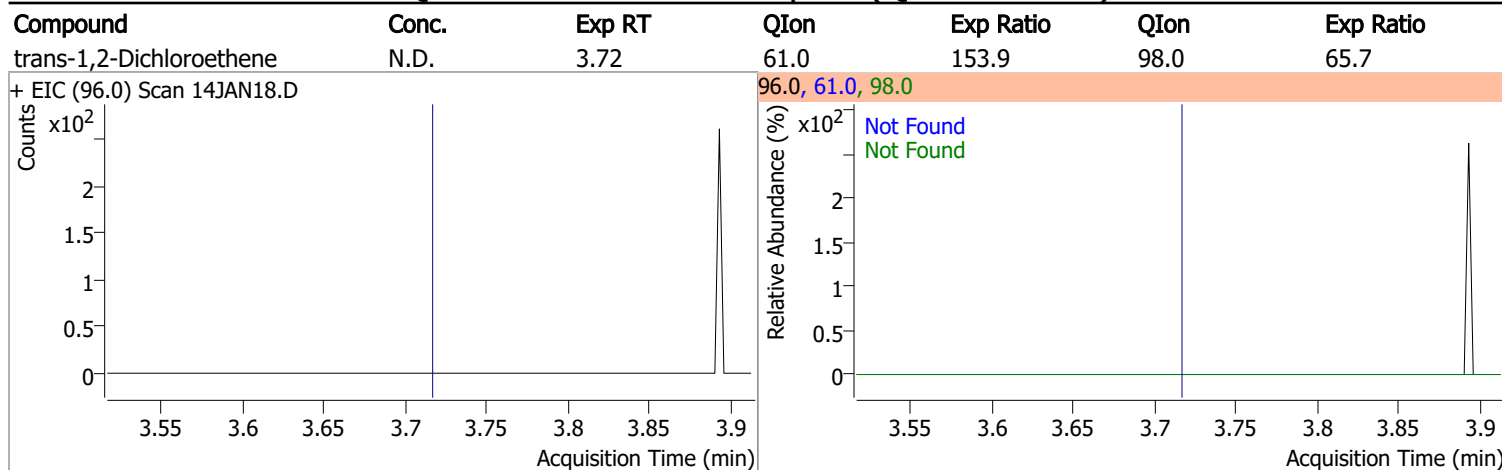 Compound Conc. Exp RT QIon Exp Ratio QIon Exp Ratio
trans-1,2-Dichloroethene N.D. 3.72 61.0 153.9 98.0 65.7
+ EIC (96.0) Scan 14JAN18.D
Counts
x10²
2
1.5
1
0.5
0
3.55 3.6 3.65 3.7 3.75 3.8 3.85 3.9
Acquisition Time (min)
96.0, 61.0, 98.0
Relative Abundance (%)
x10²
Not Found
Not Found
2
1.5
1
0.5
0
3.55 3.6 3.65 3.7 3.75 3.8 3.85 3.9
Acquisition Time (min)